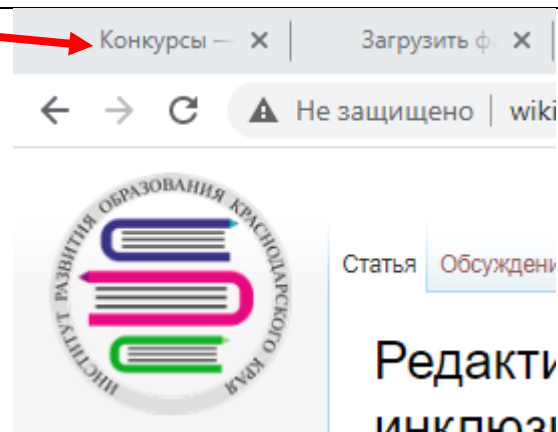 Конкурсы — Загрузить ф
Не защищено | wiki
ИНСТИТУТ РАЗВИТИЯ ОБРАЗОВАНИЯ КРАСНОДАРСКОГО КРАЯ
Статья Обсуждени
Редакти
инклюз